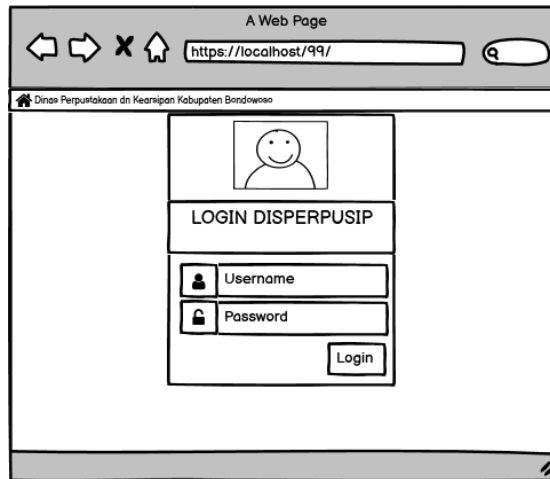 A Web Page
https://localhost/99/
Dinas Perpustakaan dn Kearsipan Kabupaten Bondowoso
LOGIN DISPERPUSIP
Username
Password
Login